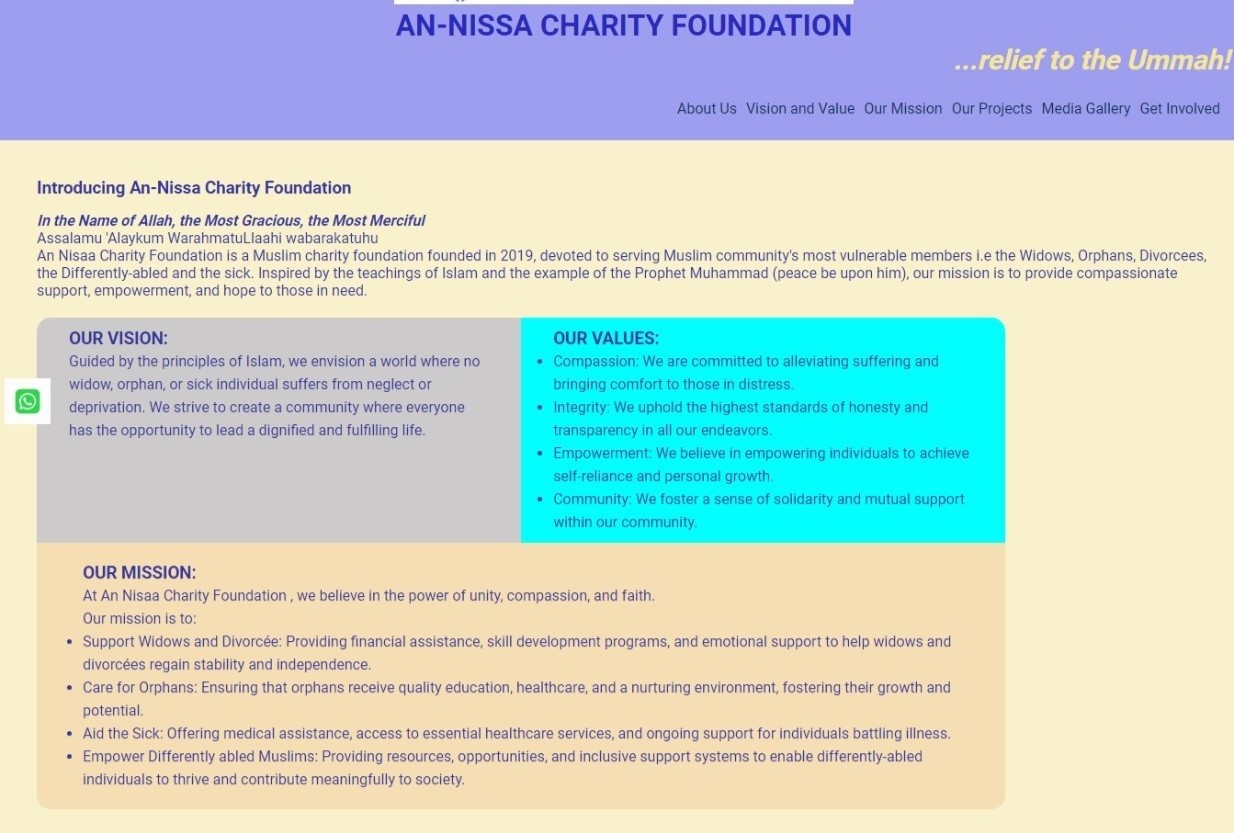 AN-NISSA CHARITY FOUNDATION
...relief to the Ummah!
About Us Vision and Value Our Mission Our Projects Media Gallery Get Involved
Introducing An-Nissa Charity Foundation
In the Name of Allah, the Most Gracious, the Most Merciful
Assalamu 'Alaykum WarahmatuLlaahi wabarakatuhu
An Nisaa Charity Foundation is a Muslim charity foundation founded in 2019, devoted to serving Muslim community's most vulnerable members i.e the Widows, Orphans, Divorcees,
the Differently-abled and the sick. Inspired by the teachings of Islam and the example of the Prophet Muhammad (peace be upon him), our mission is to provide compassionate
support, empowerment, and hope to those in need.
OUR VISION:
Guided by the principles of Islam, we envision a world where no
widow, orphan, or sick individual suffers from neglect or
deprivation. We strive to create a community where everyone
has the opportunity to lead a dignified and fulfilling life.
OUR VALUES:
• Compassion: We are committed to alleviating suffering and
bringing comfort to those in distress.
• Integrity: We uphold the highest standards of honesty and
transparency in all our endeavors.
• Empowerment: We believe in empowering individuals to achieve
self-reliance and personal growth.
• Community: We foster a sense of solidarity and mutual support
within our community.
OUR MISSION:
At An Nisaa Charity Foundation , we believe in the power of unity, compassion, and faith.
Our mission is to:
• Support Widows and Divorcée: Providing financial assistance, skill development programs, and emotional support to help widows and
divorcées regain stability and independence.
• Care for Orphans: Ensuring that orphans receive quality education, healthcare, and a nurturing environment, fostering their growth and
potential.
• Aid the Sick: Offering medical assistance, access to essential healthcare services, and ongoing support for individuals battling illness.
• Empower Differently abled Muslims: Providing resources, opportunities, and inclusive support systems to enable differently-abled
individuals to thrive and contribute meaningfully to society.